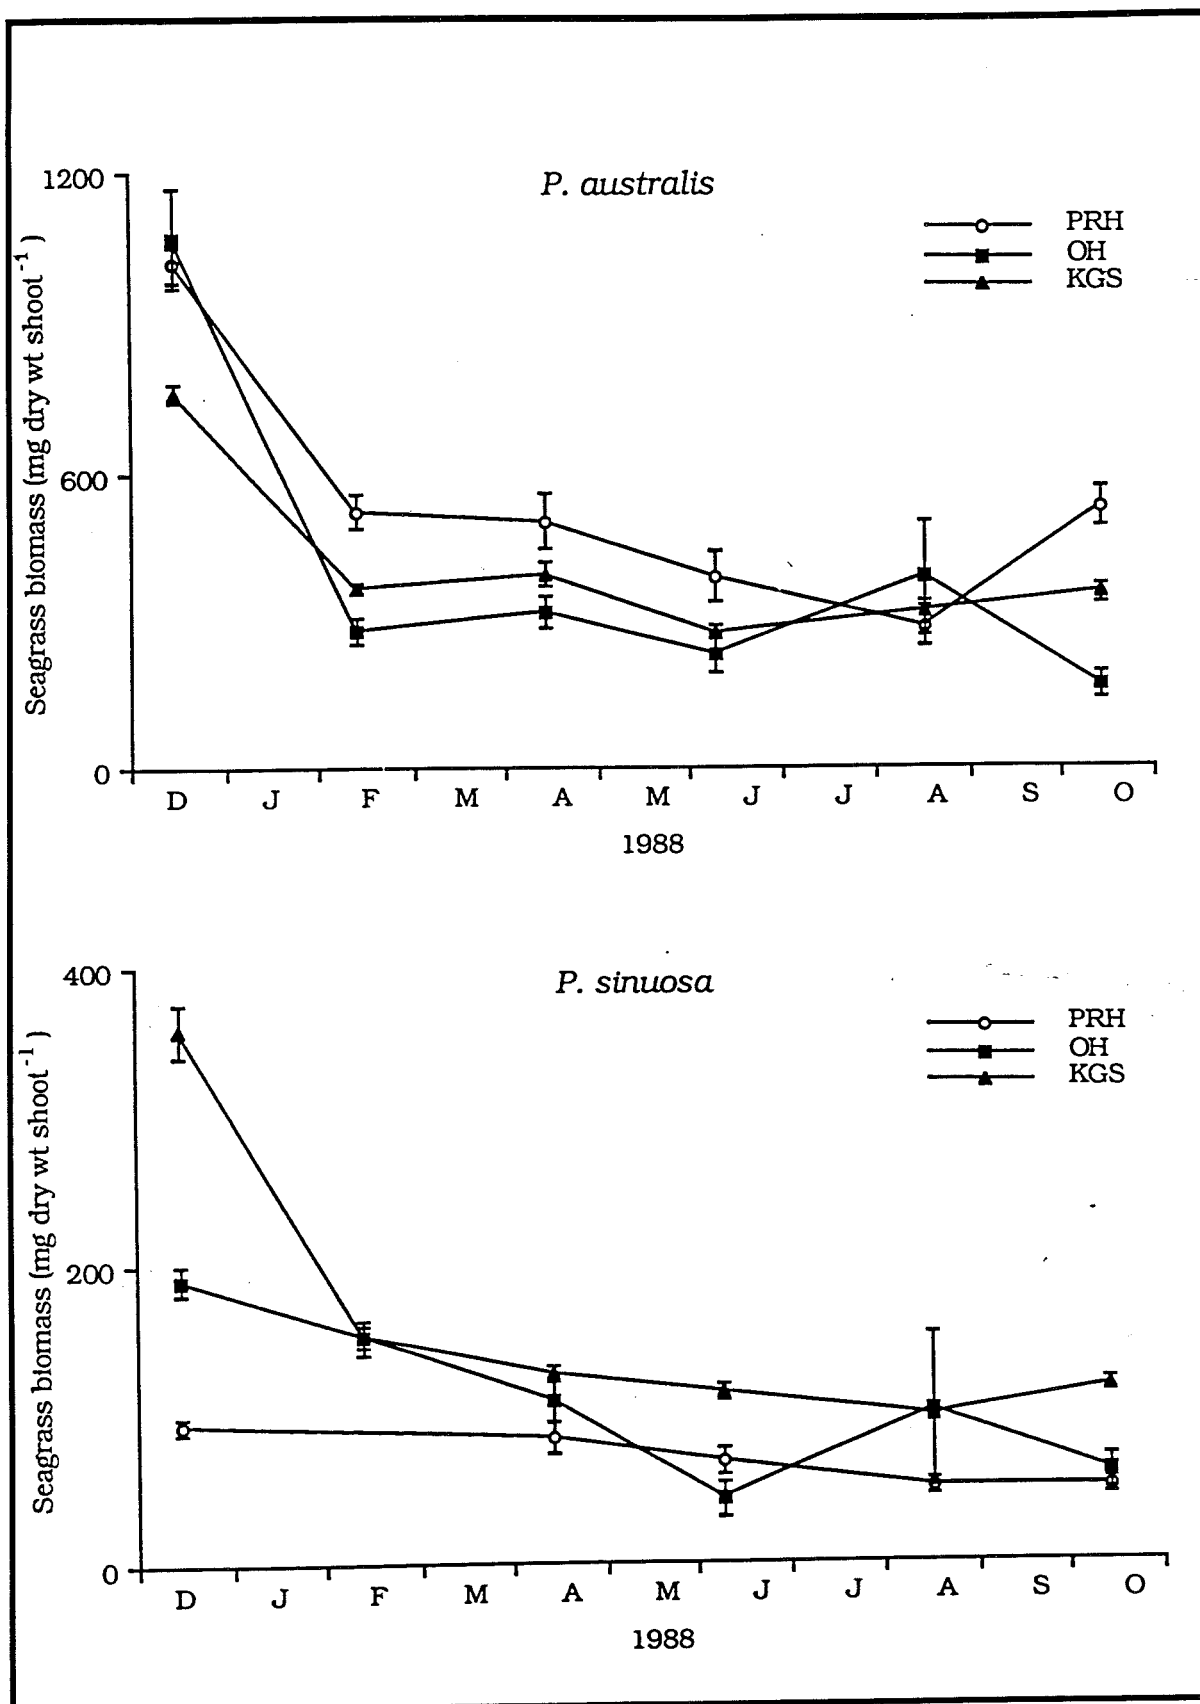 P. australis
1200
600
0
Seagrass biomass (mg dry wt shoot⁻¹)
PRH
OH
KGS
D J F M A M J J A S O
1988
P. sinuosa
400
200
0
Seagrass biomass (mg dry wt shoot⁻¹)
PRH
OH
KGS
D J F M A M J J A S O
1988